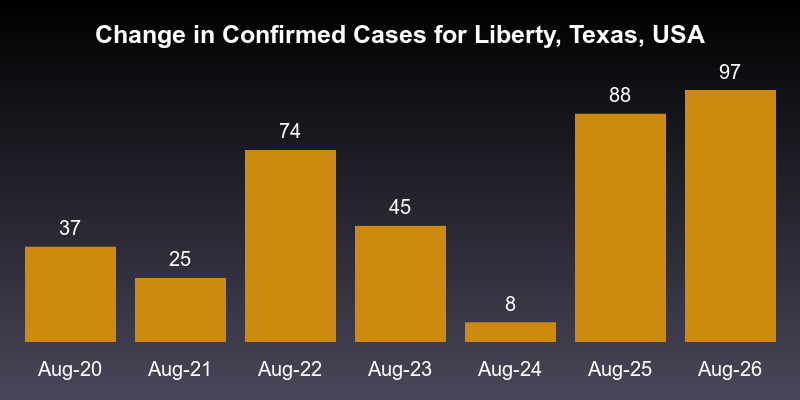 Change in Confirmed Cases for Liberty, Texas, USA
37
25
74
45
8
88
97
Aug-20
Aug-21
Aug-22
Aug-23
Aug-24
Aug-25
Aug-26